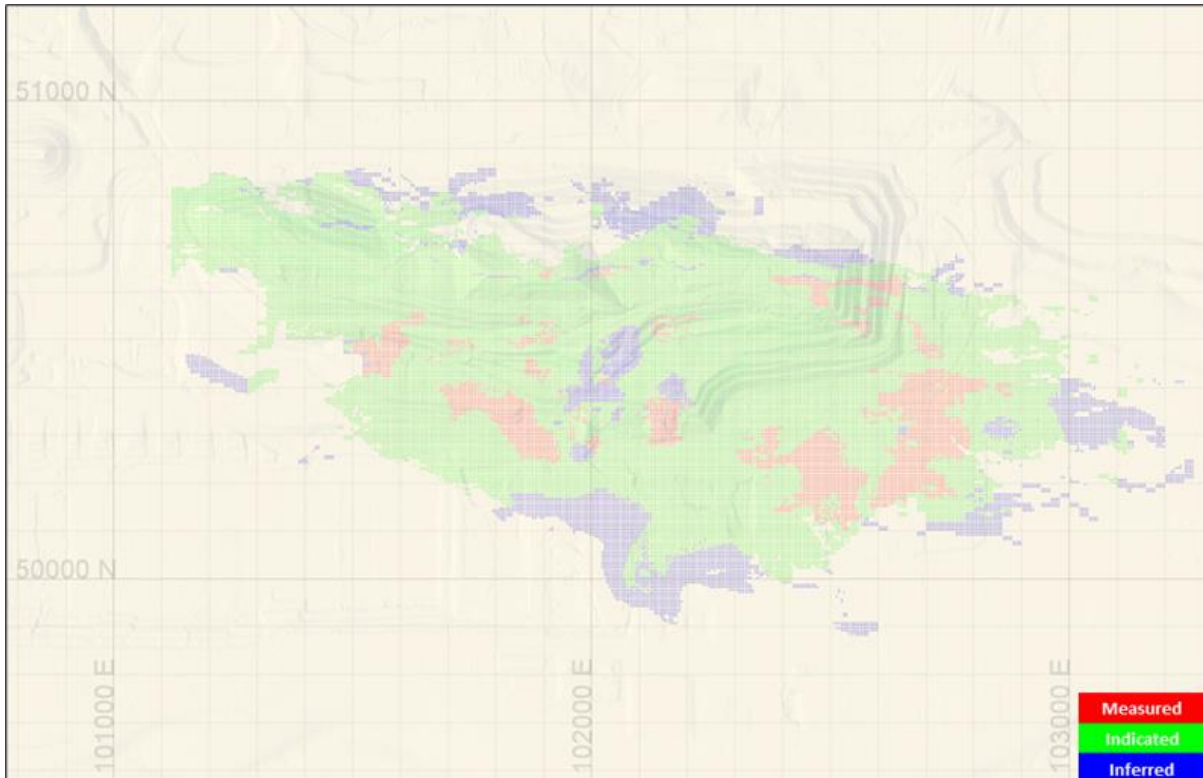 51000 N
50000 N
101000 E
102000 E
103000 E
Measured
Indicated
Inferred